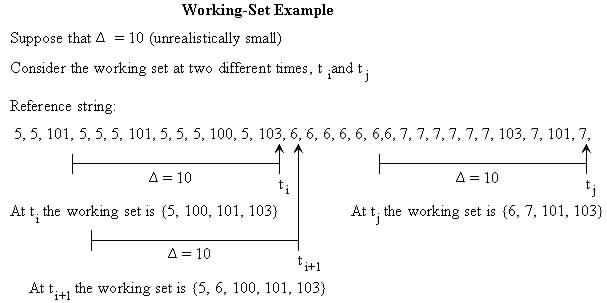 Working-Set Example
Suppose that Δ = 10 (unrealistically small)
Consider the working set at two different times, t i and t j
Reference string:
5, 5, 101, 5, 5, 5, 101, 5, 5, 5, 100, 5, 103, 6, 6, 6, 6, 6, 6,6, 7, 7, 7, 7, 7, 7, 103, 7, 101, 7,
Δ = 10 t i Δ = 10 t j
At t i the working set is {5, 100, 101, 103} At t j the working set is {6, 7, 101, 103}
Δ = 10 t i+1
At t i+1 the working set is {5, 6, 100, 101, 103}